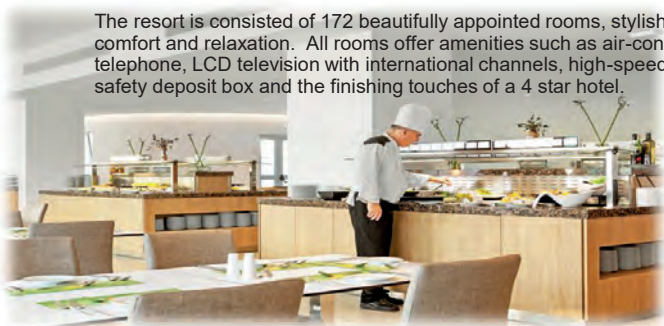 The resort is consisted of 172 beautifully appointed rooms, stylish
comfort and relaxation. All rooms offer amenities such as air-con
telephone, LCD television with international channels, high-speed
safety deposit box and the finishing touches of a 4 star hotel.